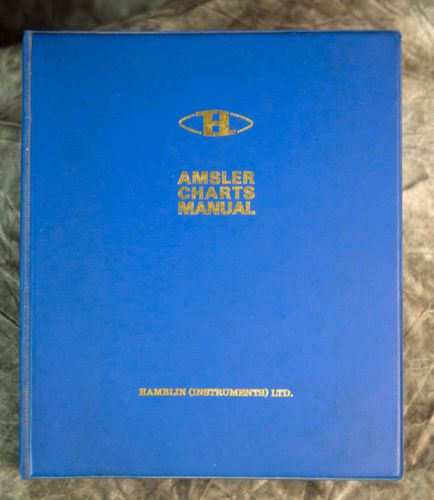 H
AMSLER
CHARTS
MANUAL
HAMBLIN (INSTRUMENTS) LTD.